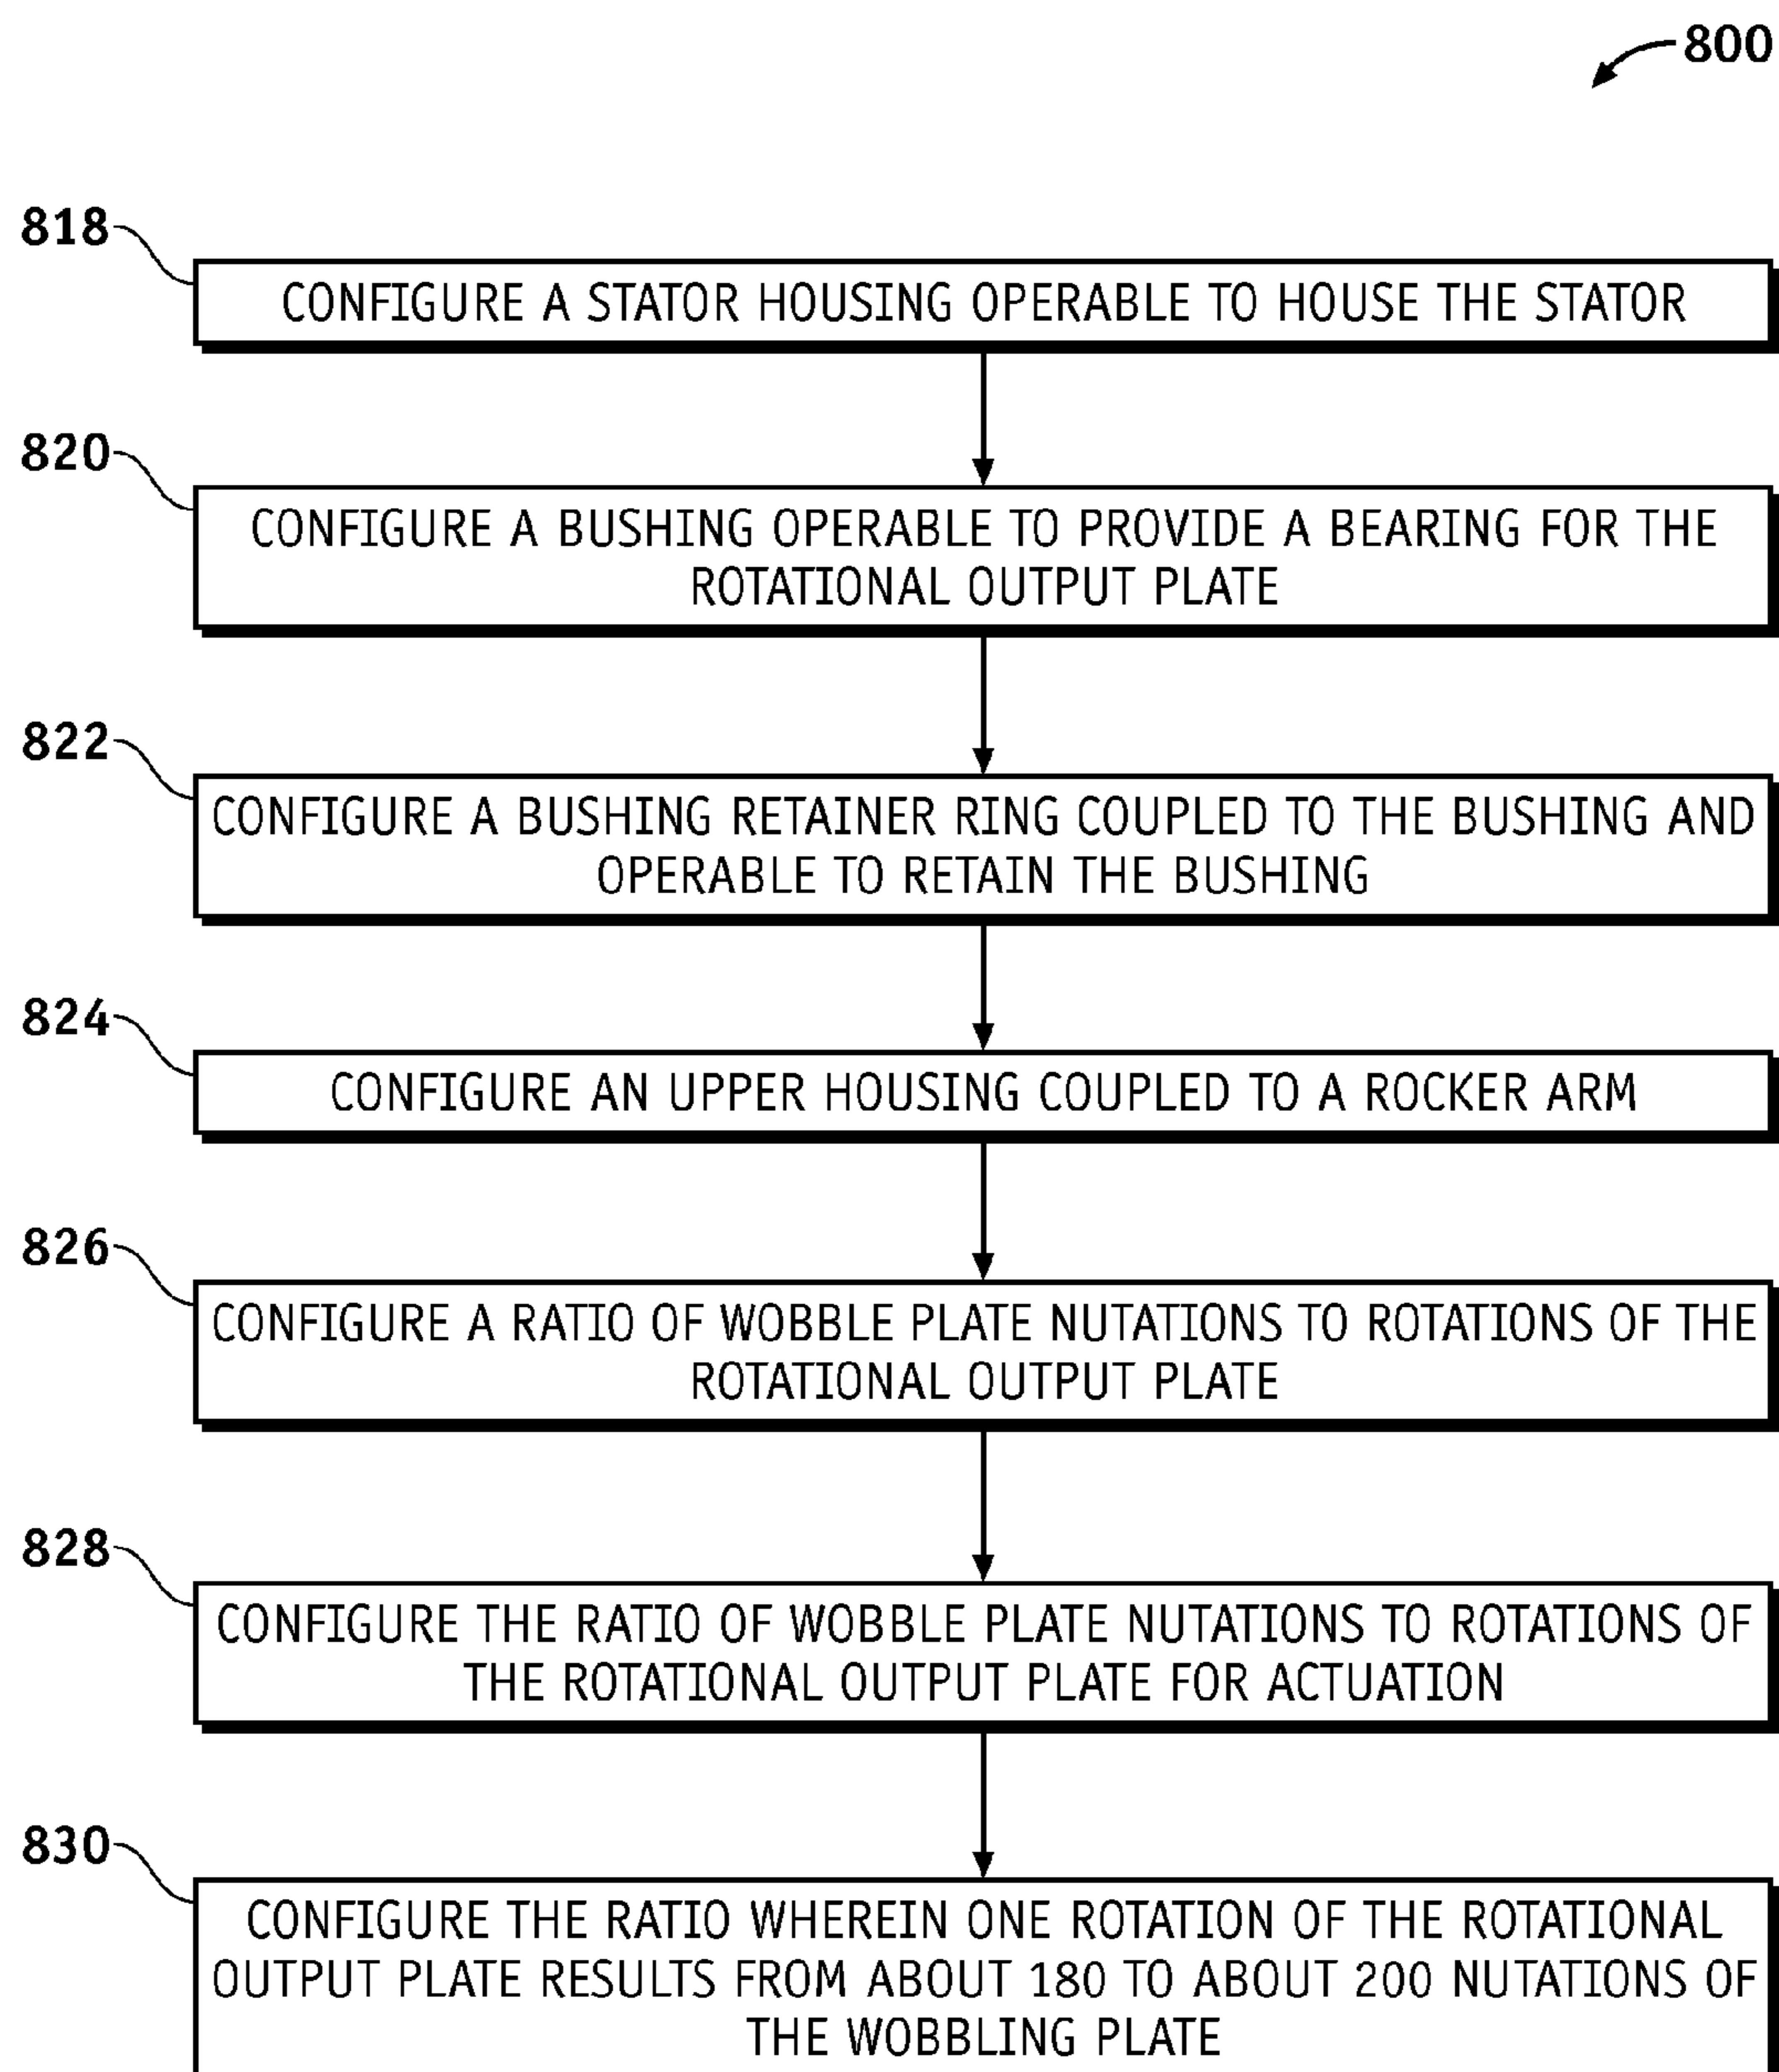 800
818
CONFIGURE A STATOR HOUSING OPERABLE TO HOUSE THE STATOR
820
CONFIGURE A BUSHING OPERABLE TO PROVIDE A BEARING FOR THE
ROTATIONAL OUTPUT PLATE
822
CONFIGURE A BUSHING RETAINER RING COUPLED TO THE BUSHING AND
OPERABLE TO RETAIN THE BUSHING
824
CONFIGURE AN UPPER HOUSING COUPLED TO A ROCKER ARM
826
CONFIGURE A RATIO OF WOBBLE PLATE NUTATIONS TO ROTATIONS OF THE
ROTATIONAL OUTPUT PLATE
828
CONFIGURE THE RATIO OF WOBBLE PLATE NUTATIONS TO ROTATIONS OF
THE ROTATIONAL OUTPUT PLATE FOR ACTUATION
830
CONFIGURE THE RATIO WHEREIN ONE ROTATION OF THE ROTATIONAL
OUTPUT PLATE RESULTS FROM ABOUT 180 TO ABOUT 200 NUTATIONS OF
THE WOBBLING PLATE